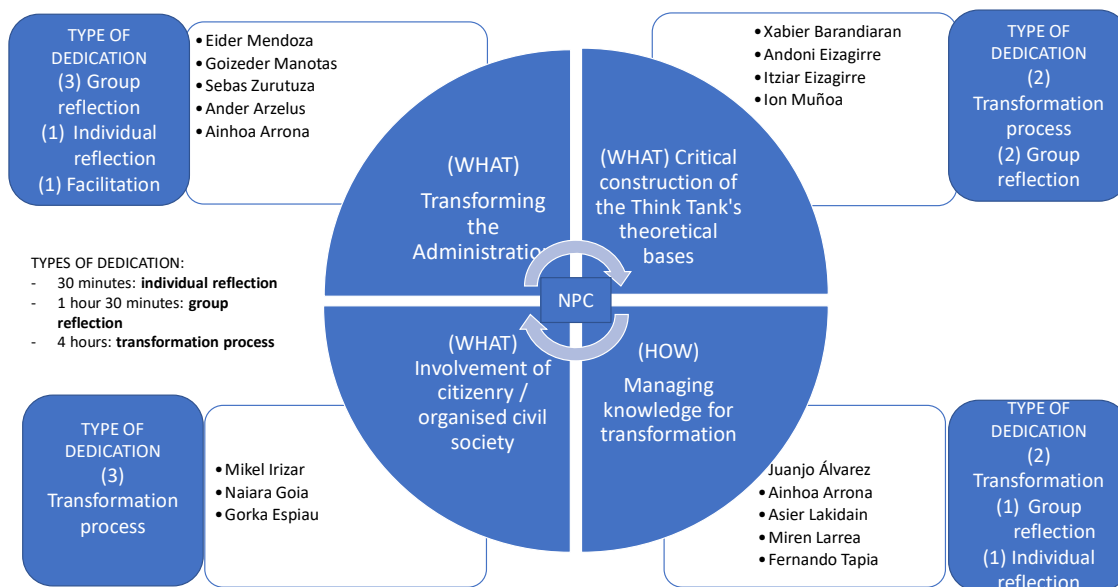 TYPE OF
DEDICATION
(3) Group
reflection
(1) Individual
reflection
(1) Facilitation
• Eider Mendoza
• Goizeder Manotas
• Sebas Zurutuza
• Ander Arzelus
• Ainhoa Arrona
(WHAT)
Transforming
the
Administration
(WHAT) Critical
construction of
the Think Tank's
theoretical
bases
• Xabier Barandiaran
• Andoni Eizagirre
• Itziar Eizagirre
• Ion Muñoa
TYPE OF
DEDICATION
(2)
Transformation
process
(2) Group
reflection
TYPES OF DEDICATION:
- 30 minutes: individual reflection
- 1 hour 30 minutes: group
reflection
- 4 hours: transformation process
NPC
TYPE OF
DEDICATION
(3)
Transformation
process
• Mikel Irizar
• Naiara Goia
• Gorka Espiau
(WHAT)
Involvement of
citizenry /
organised civil
society
(HOW)
Managing
knowledge for
transformation
• Juanjo Álvarez
• Ainhoa Arrona
• Asier Lakidain
• Miren Larrea
• Fernando Tapia
TYPE OF
DEDICATION
(2)
Transformation
(1) Group
reflection
(1) Individual
reflection